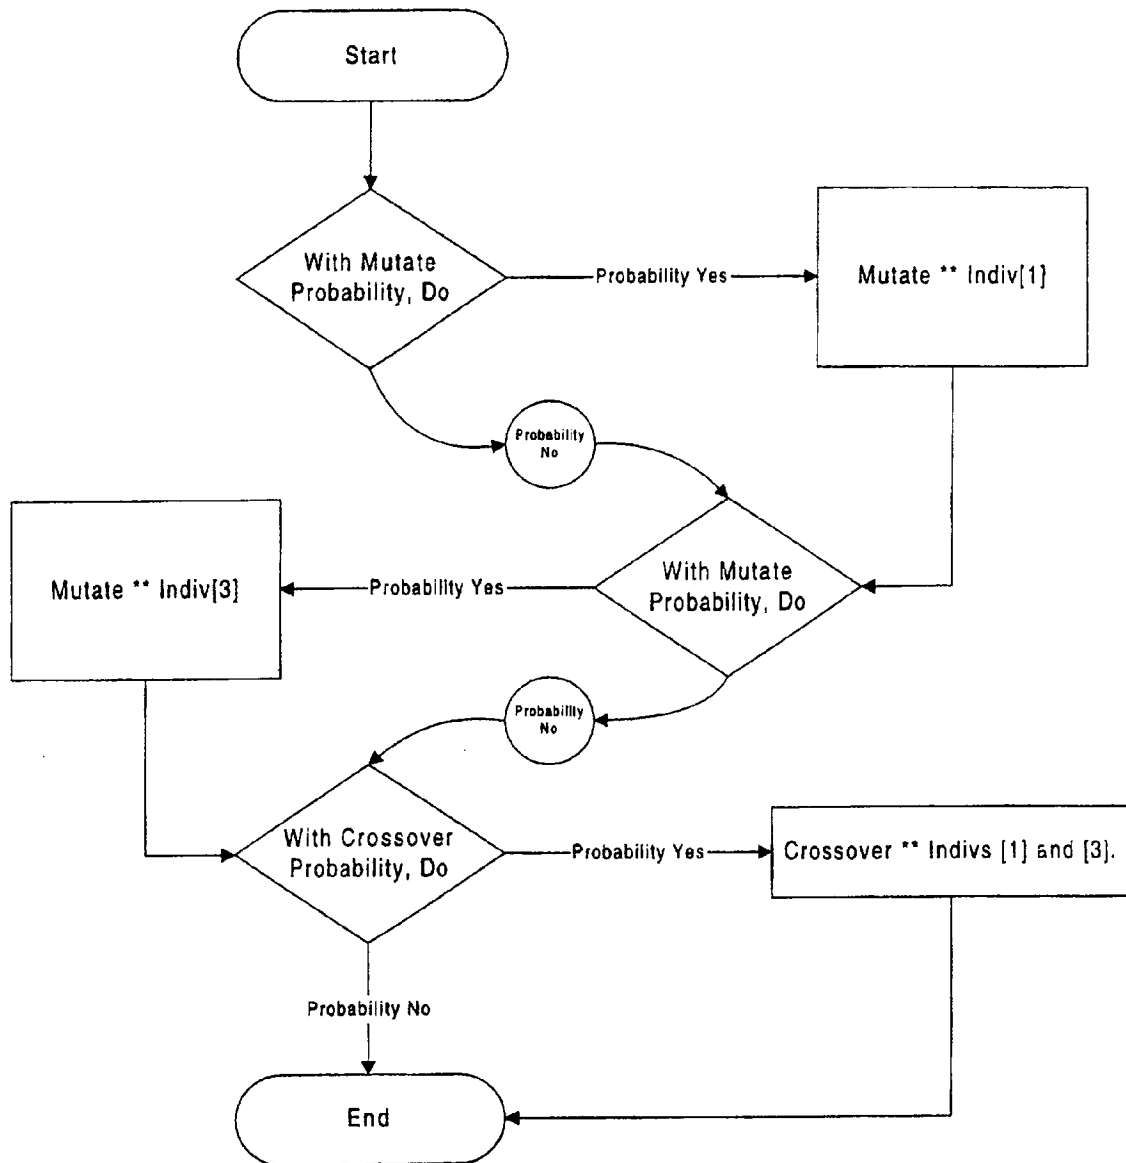 Start
With Mutate
Probability, Do
Probability Yes
Mutate ** Indiv[1]
Probability
No
Mutate ** Indiv[3]
Probability Yes
With Mutate
Probability, Do
Probability
No
With Crossover
Probability, Do
Probability Yes
Crossover ** Indivs [1] and [3].
Probability No
End